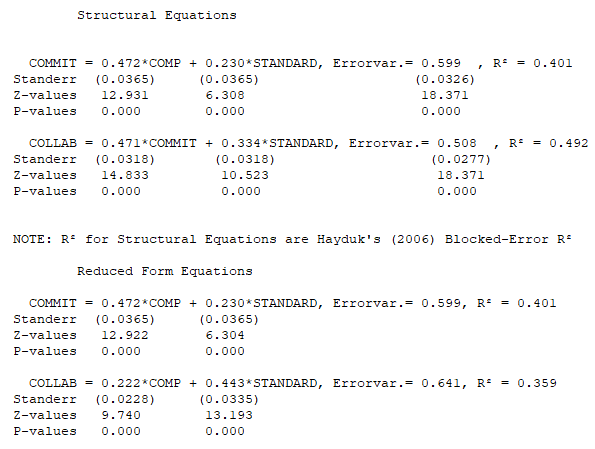 Structural Equations
COMMIT = 0.472*COMP + 0.230*STANDARD, Errorvar.= 0.599 , R² = 0.401
Standerr (0.0365) (0.0365) (0.0326)
Z-values 12.931 6.308 18.371
P-values 0.000 0.000 0.000
COLLAB = 0.471*COMMIT + 0.334*STANDARD, Errorvar.= 0.508 , R² = 0.492
Standerr (0.0318) (0.0318) (0.0277)
Z-values 14.833 10.523 18.371
P-values 0.000 0.000 0.000
NOTE: R² for Structural Equations are Hayduk's (2006) Blocked-Error R²
Reduced Form Equations
COMMIT = 0.472*COMP + 0.230*STANDARD, Errorvar.= 0.599, R² = 0.401
Standerr (0.0365) (0.0365)
Z-values 12.922 6.304
P-values 0.000 0.000
COLLAB = 0.222*COMP + 0.443*STANDARD, Errorvar.= 0.641, R² = 0.359
Standerr (0.0228) (0.0335)
Z-values 9.740 13.193
P-values 0.000 0.000